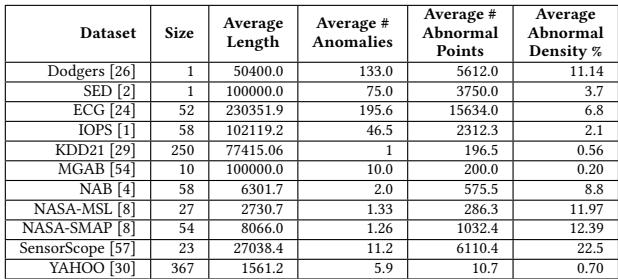 Dataset Size Average Length Average # Anomalies Average # Abnormal Points Average Abnormal Density %
Dodgers [26] 1 50400.0 133.0 5612.0 11.14
SED [2] 1 100000.0 75.0 3750.0 3.7
ECG [24] 52 230351.9 195.6 15634.0 6.8
IOPS [1] 58 102119.2 46.5 2312.3 2.1
KDD21 [29] 250 77415.06 1 196.5 0.56
MGAB [54] 10 100000.0 10.0 200.0 0.20
NAB [4] 58 6301.7 2.0 575.5 8.8
NASA-MSL [8] 27 2730.7 1.33 286.3 11.97
NASA-SMAP [8] 54 8066.0 1.26 1032.4 12.39
SensorScope [57] 23 27038.4 11.2 6110.4 22.5
YAHOO [30] 367 1561.2 5.9 10.7 0.70